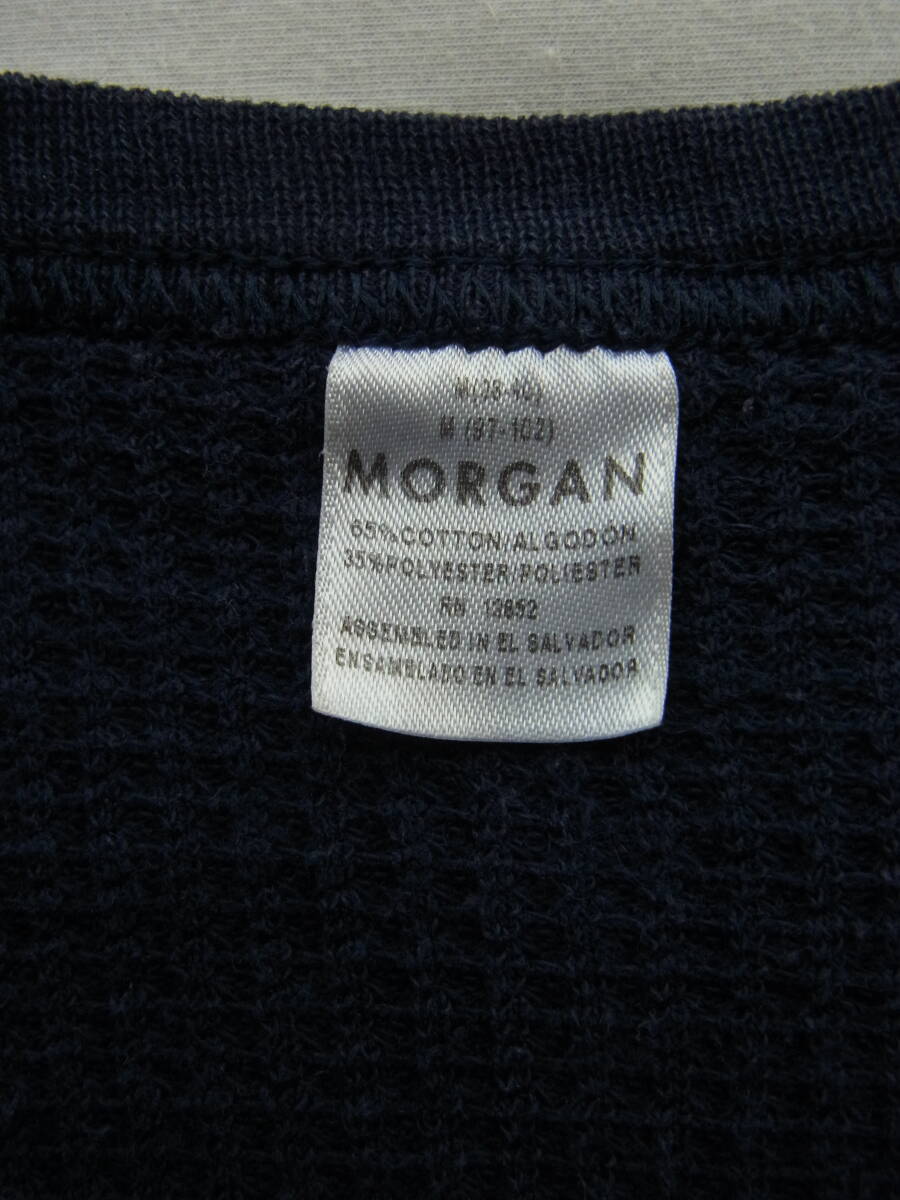 M (38-40)
M (97-102)
MORGAN
65% COTTON/ALGODON
35% POLYESTER/POLIESTER
RN 13852
ASSEMBLED IN EL SALVADOR
ENSAMBLADO EN EL SALVADOR